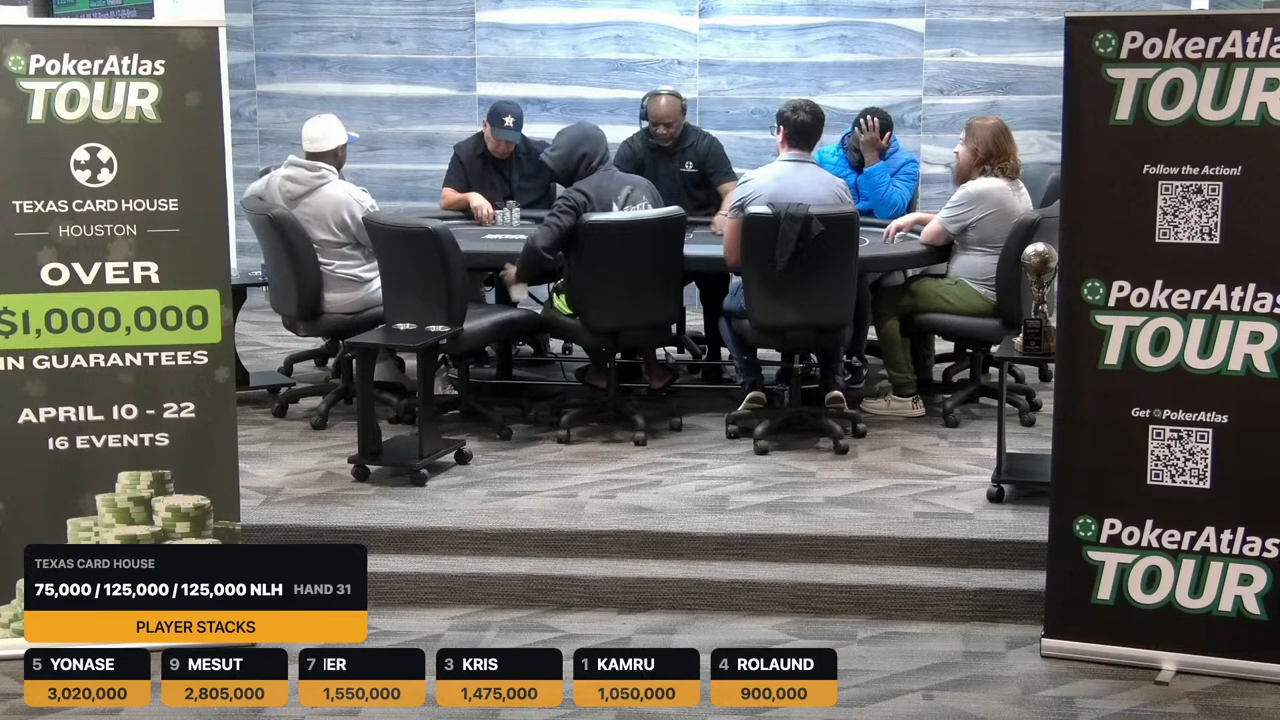 PokerAtlas
TOUR
TEXAS CARD HOUSE
HOUSTON
OVER
$1,000,000
IN GUARANTEES
APRIL 10 - 22
16 EVENTS
PokerAtla
TOUR
Follow the Action!
PokerAtlas
TOUR
Get PokerAtlas
PokerAtlas
TOUR
TEXAS CARD HOUSE
75,000 / 125,000 / 125,000 NLH HAND 31
PLAYER STACKS
5 YONASE
3,020,000
9 MESUT
2,805,000
7 IER
1,550,000
3 KRIS
1,475,000
1 KAMRU
1,050,000
4 ROLAUND
900,000